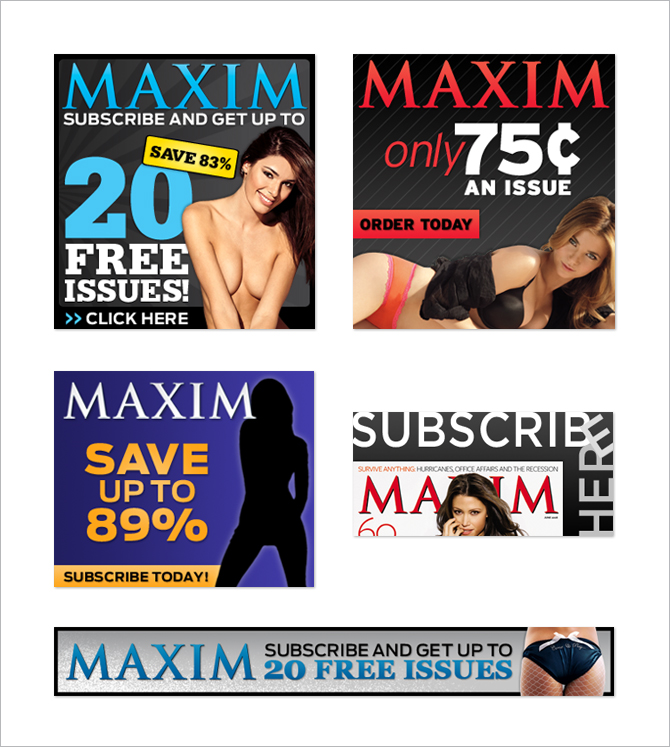 MAXIM
SUBSCRIBE AND GET UP TO
SAVE 83%
20
FREE
ISSUES!
>> CLICK HERE
MAXIM
only 75¢
AN ISSUE
ORDER TODAY
MAXIM
SAVE
UP TO
89%
SUBSCRIBE TODAY!
SUBSCRIBE
HERE
SURVIVE ANYTHING: HURRICANES, OFFICE AFFAIRS AND THE RECESSION
MAXIM
MAXIM
SUBSCRIBE AND GET UP TO
20 FREE ISSUES